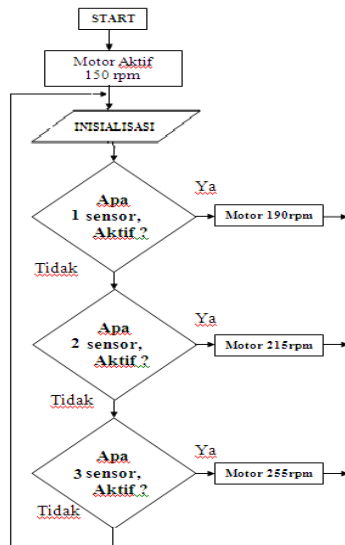 START
Motor Aktif
150 rpm
INISIALISASI
Apa
1 sensor,
Aktif ?
Ya
Motor 190rpm
Tidak
Apa
2 sensor,
Aktif ?
Ya
Motor 215rpm
Tidak
Apa
3 sensor,
Aktif ?
Ya
Motor 255rpm
Tidak